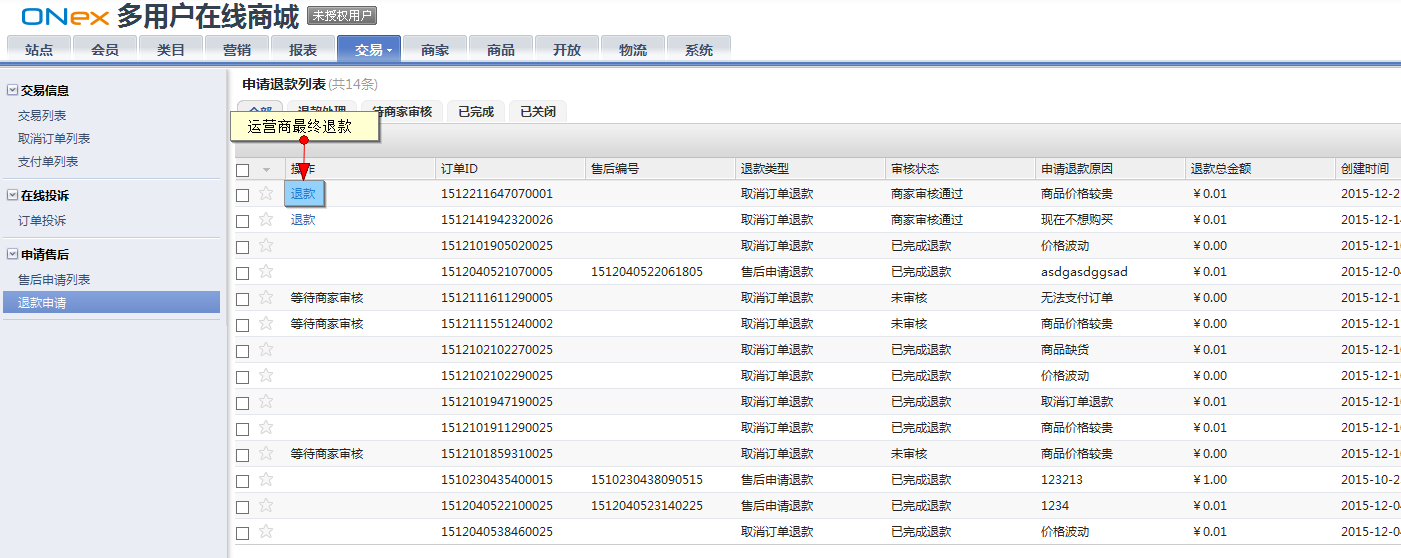 ONex 多用户在线商城 未授权用户
站点 会员 类目 营销 报表 交易 商家 商品 开放 物流 系统
交易信息
交易列表
取消订单列表
支付单列表
在线投诉
订单投诉
申请售后
售后申请列表
退款申请
申请退款列表 (共14条)
全部 退款处理 待商家审核 已完成 已关闭
运营商最终退款
操作 订单ID 售后编号 退款类型 审核状态 申请退款原因 退款总金额 创建时间
退款 1512211647070001 取消订单退款 商家审核通过 商品价格较贵 ￥0.01 2015-12-2
退款 1512141942320026 取消订单退款 商家审核通过 现在不想购买 ￥0.01 2015-12-14
1512101905020025 取消订单退款 已完成退款 价格波动 ￥0.00 2015-12-10
1512040521070005 1512040522061805 售后申请退款 已完成退款 asdgasdggsad ￥0.01 2015-12-04
等待商家审核 1512111611290005 取消订单退款 未审核 无法支付订单 ￥0.00 2015-12-1
等待商家审核 1512111551240002 取消订单退款 未审核 商品价格较贵 ￥0.00 2015-12-1
1512102102270025 取消订单退款 已完成退款 商品缺货 ￥0.01 2015-12-10
1512102102290025 取消订单退款 已完成退款 价格波动 ￥0.00 2015-12-10
1512101947190025 取消订单退款 已完成退款 取消订单退款 ￥0.01 2015-12-10
1512101911290025 取消订单退款 已完成退款 商品价格较贵 ￥0.01 2015-12-10
等待商家审核 1512101859310025 取消订单退款 未审核 商品价格较贵 ￥0.00 2015-12-10
1510230435400015 1510230438090515 售后申请退款 已完成退款 123213 ￥1.00 2015-10-2
1512040522100025 1512040523140225 售后申请退款 已完成退款 1234 ￥0.01 2015-12-04
1512040538460025 取消订单退款 已完成退款 价格波动 ￥0.01 2015-12-04